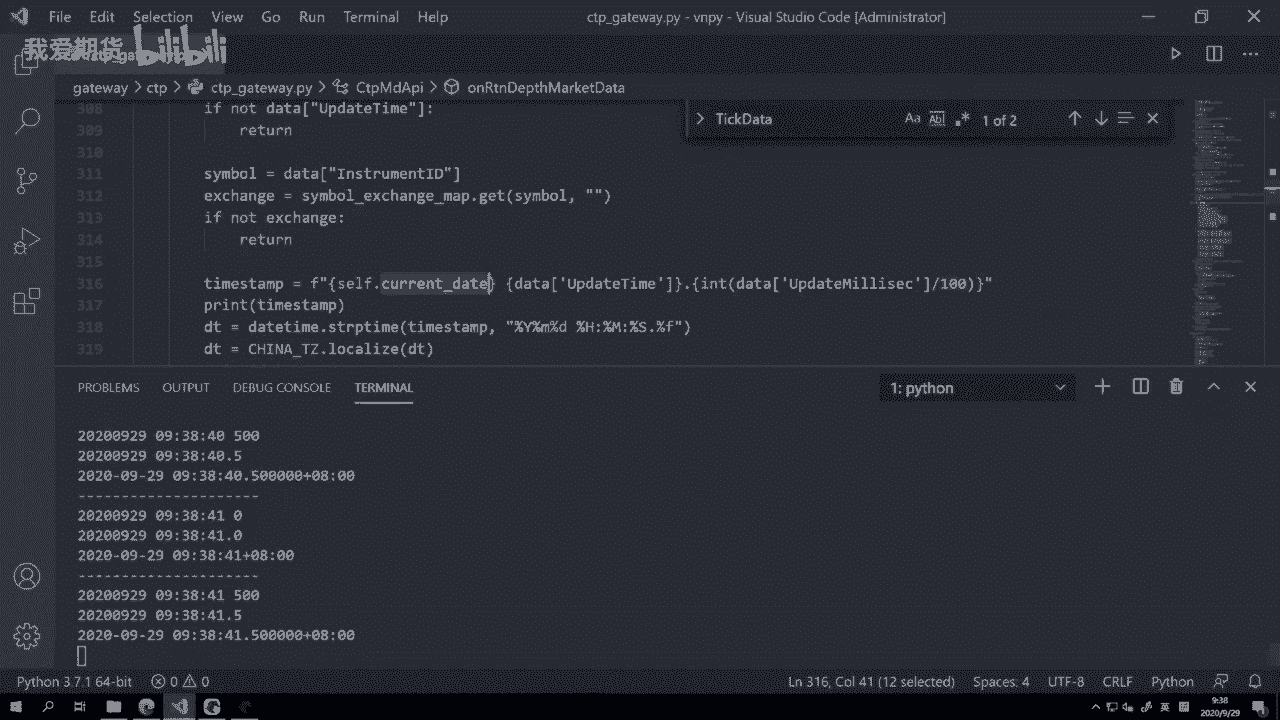 File Edit Selection View Go Run Terminal Help
ctp_gateway.py - vnpy - Visual Studio Code [Administrator]
我爱期货 bilibili
gateway > ctp > ctp_gateway.py > CtpMdApi > onRtnDepthMarketData
TickData
Aa Ab .* 1 of 2
308 if not data["UpdateTime"]:
309 return
310
311 symbol = data["InstrumentID"]
312 exchange = symbol_exchange_map.get(symbol, "")
313 if not exchange:
314 return
315
316 timestamp = f"{self.current_date} {data['UpdateTime']}.{int(data['UpdateMillisec']/100)}"
317 print(timestamp)
318 dt = datetime.strptime(timestamp, "%Y%m%d %H:%M:%S.%f")
319 dt = CHINA_TZ.localize(dt)
PROBLEMS OUTPUT DEBUG CONSOLE TERMINAL
1: python
20200929 09:38:40 500
20200929 09:38:40.5
2020-09-29 09:38:40.500000+08:00
---------------------
20200929 09:38:41 0
20200929 09:38:41.0
2020-09-29 09:38:41+08:00
---------------------
20200929 09:38:41 500
20200929 09:38:41.5
2020-09-29 09:38:41.500000+08:00
Python 3.7.1 64-bit 0 0
Ln 316, Col 41 (12 selected) Spaces: 4 UTF-8 CRLF Python
英
9:38
2020/9/29